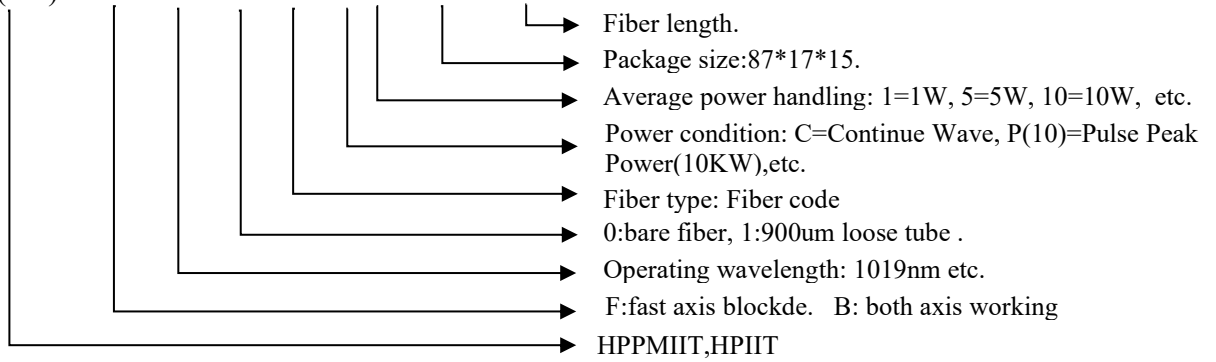 Fiber length.
Package size:87*17*15.
Average power handling: 1=1W, 5=5W, 10=10W, etc.
Power condition: C=Continue Wave, P(10)=Pulse Peak
Power(10KW),etc.
Fiber type: Fiber code
0:bare fiber, 1:900um loose tube .
Operating wavelength: 1019nm etc.
F:fast axis blockde. B: both axis working
HPPMIIT,HPIIT